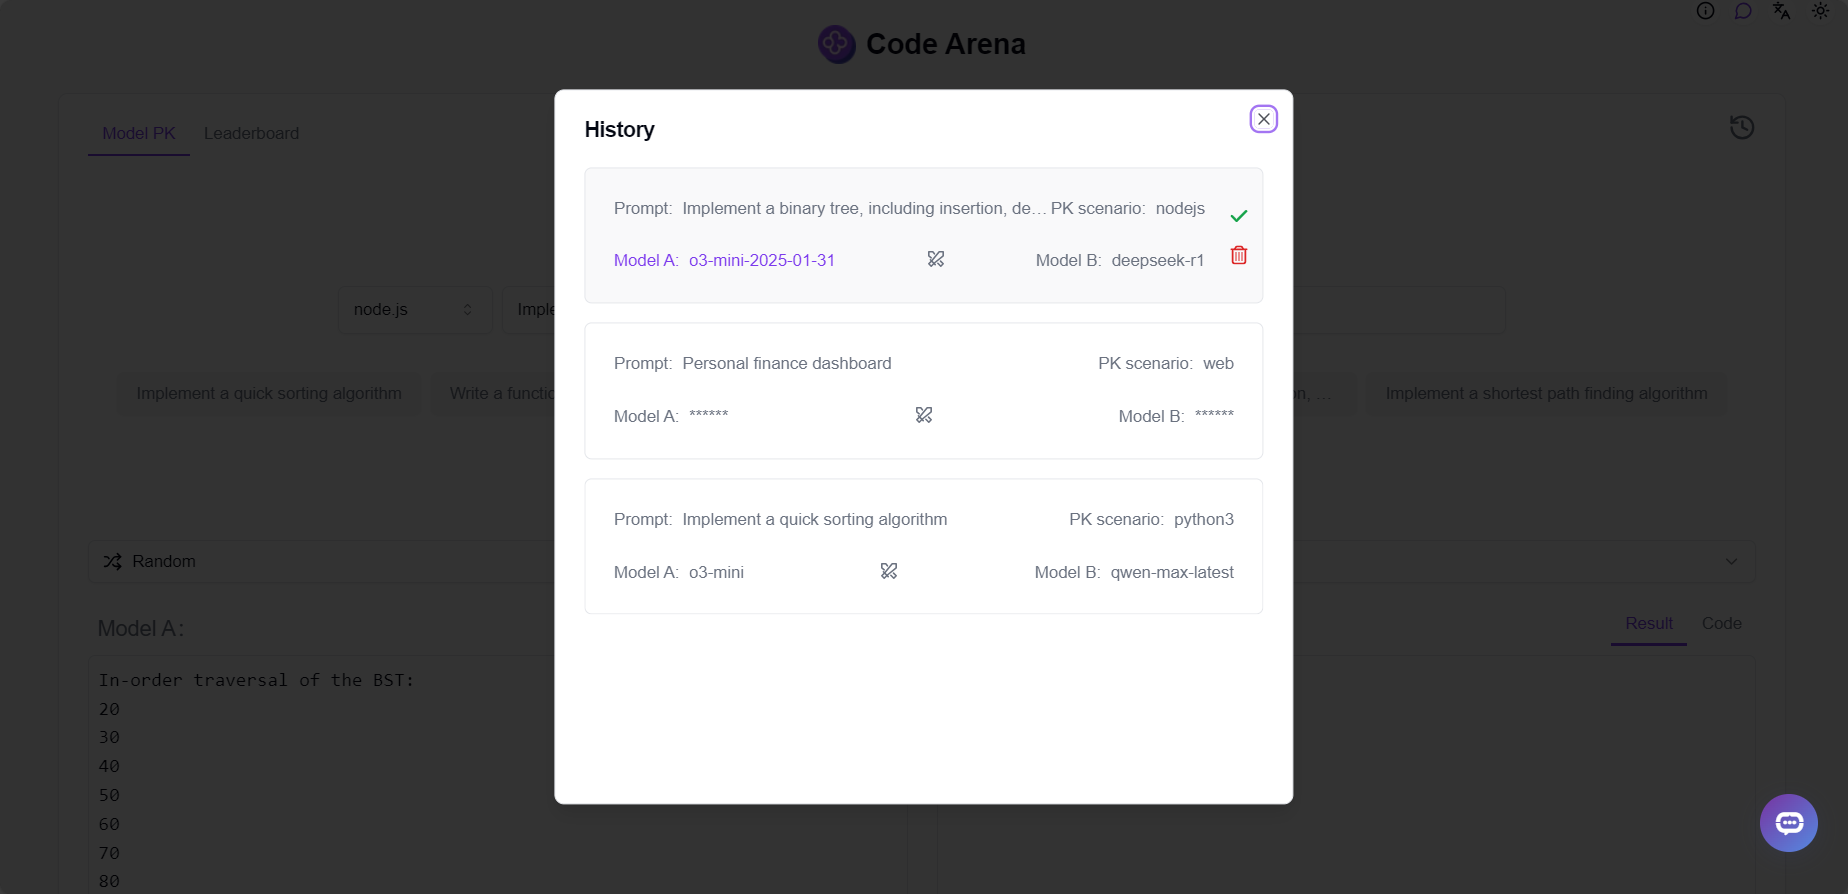 Code Arena
Model PK Leaderboard
History
Prompt: Implement a binary tree, including insertion, de... PK scenario: nodejs
Model A: o3-mini-2025-01-31 Model B: deepseek-r1
node.js Imple
Prompt: Personal finance dashboard PK scenario: web
Implement a quick sorting algorithm Write a functio on, ... Implement a shortest path finding algorithm
Model A: ****** Model B: ******
Prompt: Implement a quick sorting algorithm PK scenario: python3
Random
Model A: o3-mini Model B: qwen-max-latest
Model A: Result Code
In-order traversal of the BST:
20
30
40
50
60
70
80